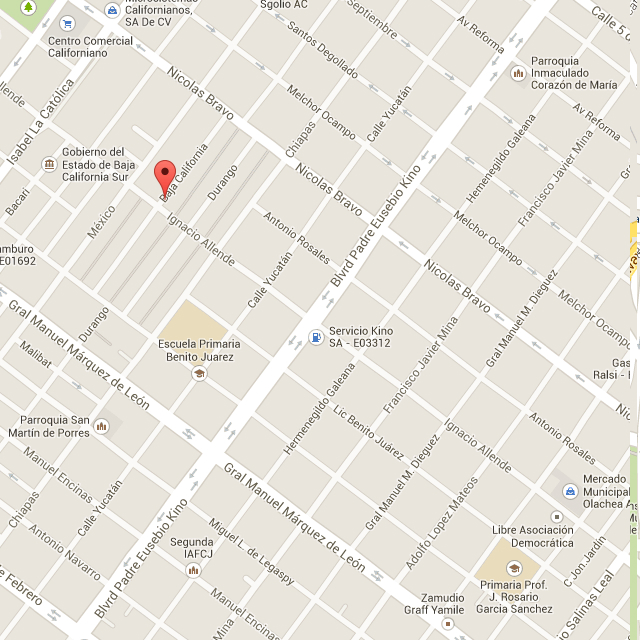 Microsistemas
Californianos,
SA De CV
Sgolio AC
Septiembre
Av Reforma
Calle 5 d
Centro Comercial
Californiano
Santos Degollado
Parroquia
Inmaculado
Corazón de María
Nicolas Bravo
Allende
Isabel La Católica
Melchor Ocampo
Calle Yucatán
Av Reforma
Chiapas
Hermenegildo Galeana
Francisco Javier Mina
Gobierno del
Estado de Baja
California Sur
Baja California
Durango
Nicolas Bravo
Blvrd Padre Eusebio Kino
Bacari
México
Ignacio Allende
Antonio Rosales
Melchor Ocampo
amburo
E01692
Calle Yucatán
Nicolas Bravo
Gral Manuel M. Dieguez
Melchor Ocampo
Gral Manuel Márquez de León
Durango
Malibat
Escuela Primaria
Benito Juarez
Servicio Kino
SA - E03312
Francisco Javier Mina
Gas
Ralsi - I
Hermenegildo Galeana
Nic
Parroquia San
Martín de Porres
Lic Benito Juárez
Ignacio Allende
Antonio Rosales
Manuel Encinas
Gral Manuel M. Dieguez
Gral Manuel Márquez de León
Adolfo Lopez Mateos
Mercado
Municipal
Olachea As
Chiapas
Calle Yucatán
Blvrd Padre Eusebio Kino
Libre Asociación
Democrática
Antonio Navarro
Segunda
IAFCJ
Miguel L. de Legaspy
C Jon.Jardín
Primaria Prof.
J. Rosario
Garcia Sanchez
Salinas Leal
e Febrero
Manuel Encinas
Mina
Zamudio
Graff Yamile